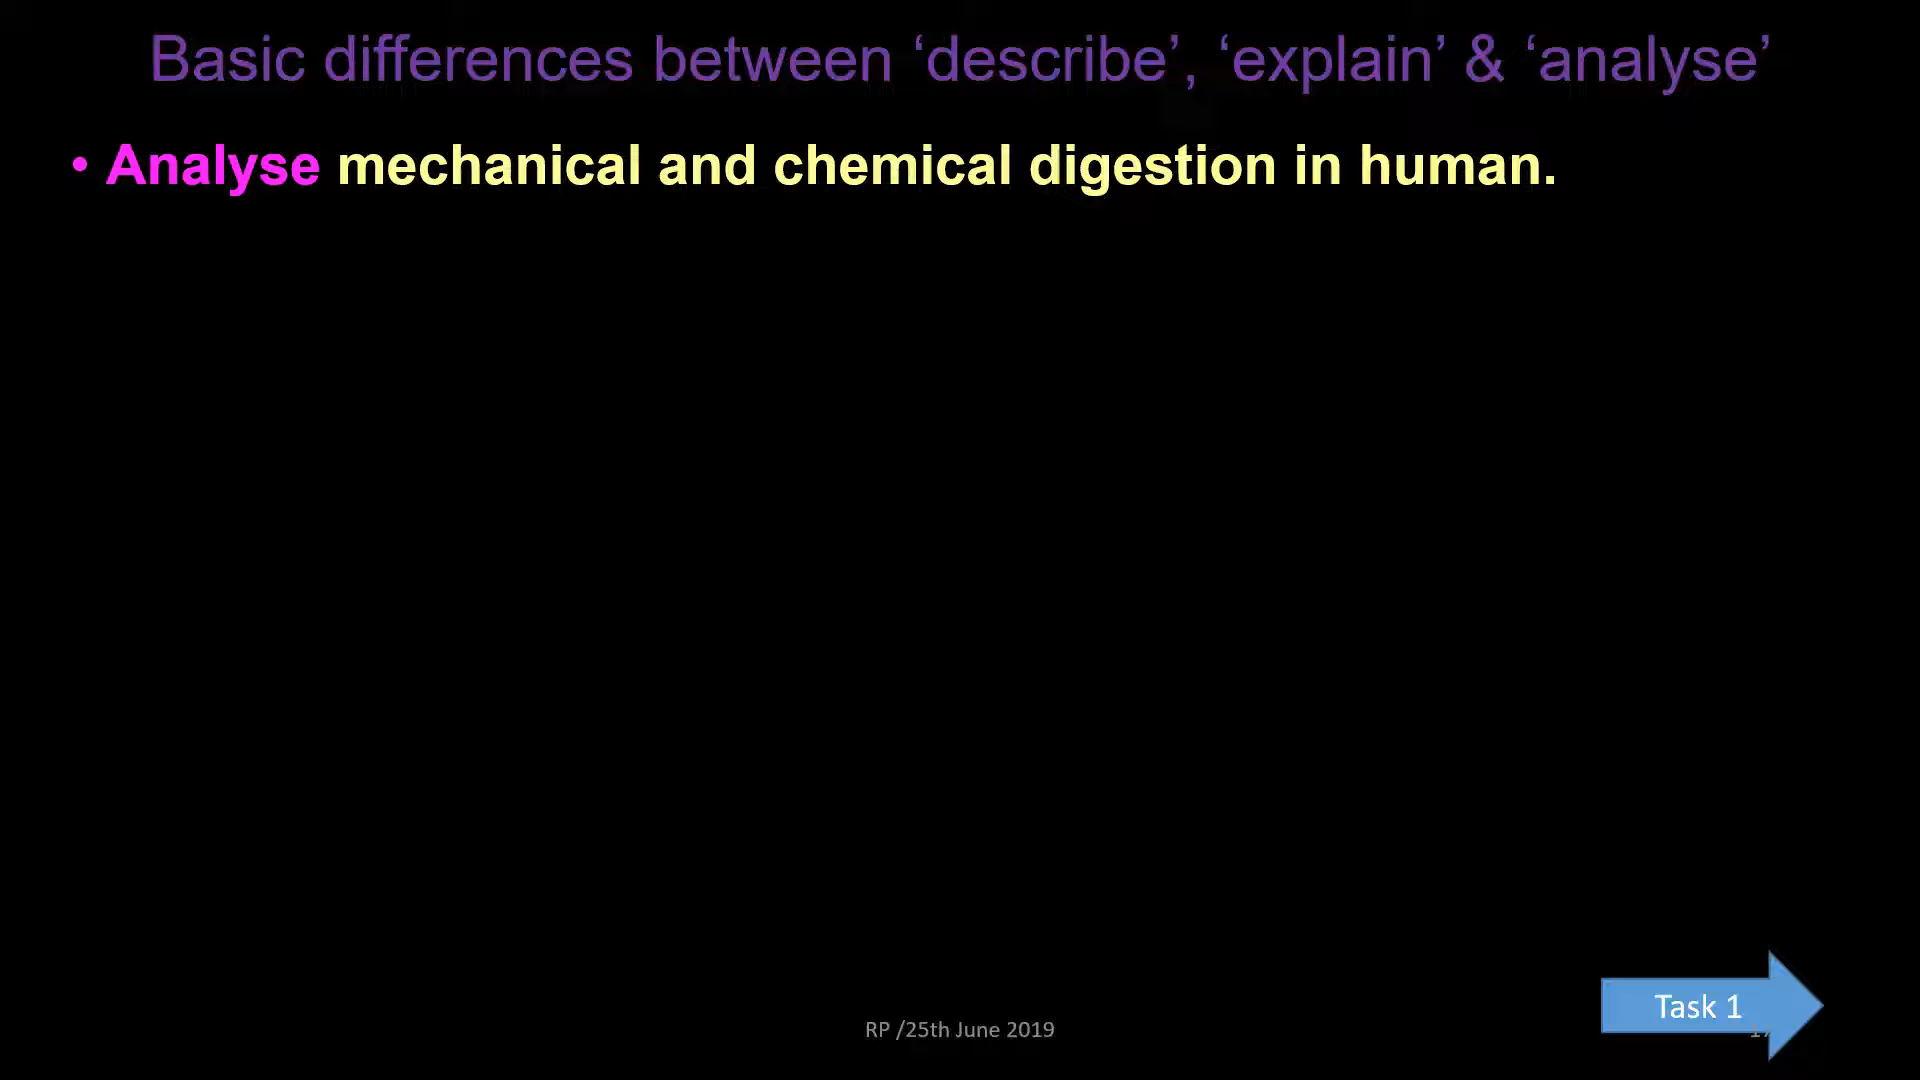 Basic differences between ‘describe’, ‘explain’ & ‘analyse’
• Analyse mechanical and chemical digestion in human.
Task 1
RP /25th June 2019